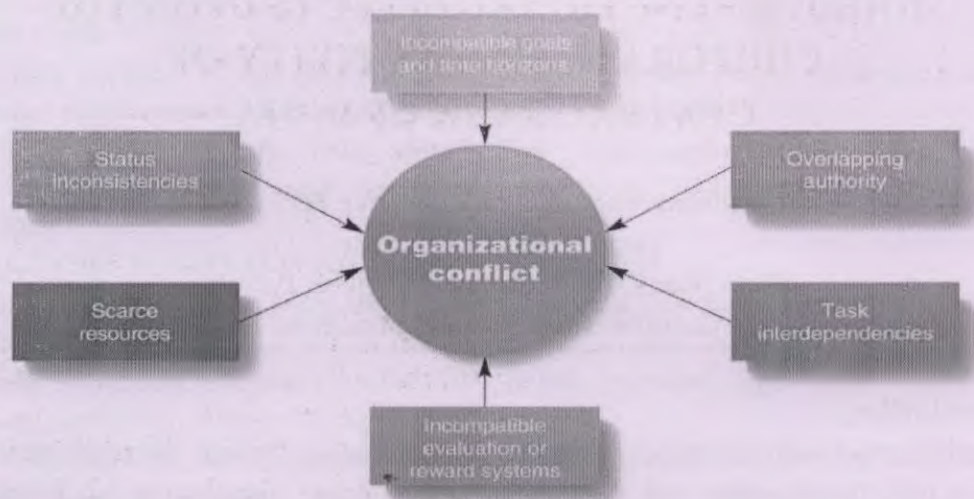 Incompatible goals
and time horizons
Status
inconsistencies
Overlapping
authority
Organizational
conflict
Scarce
resources
Task
interdependencies
Incompatible
evaluation or
reward systems